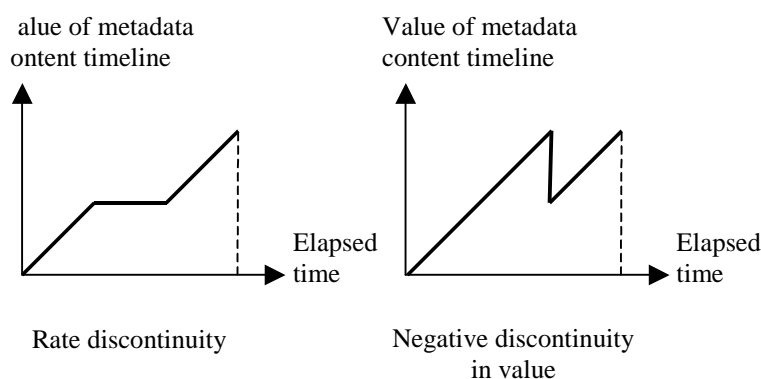 alue of metadata
ontent timeline
Elapsed
time
Rate discontinuity
Value of metadata
content timeline
Elapsed
time
Negative discontinuity
in value